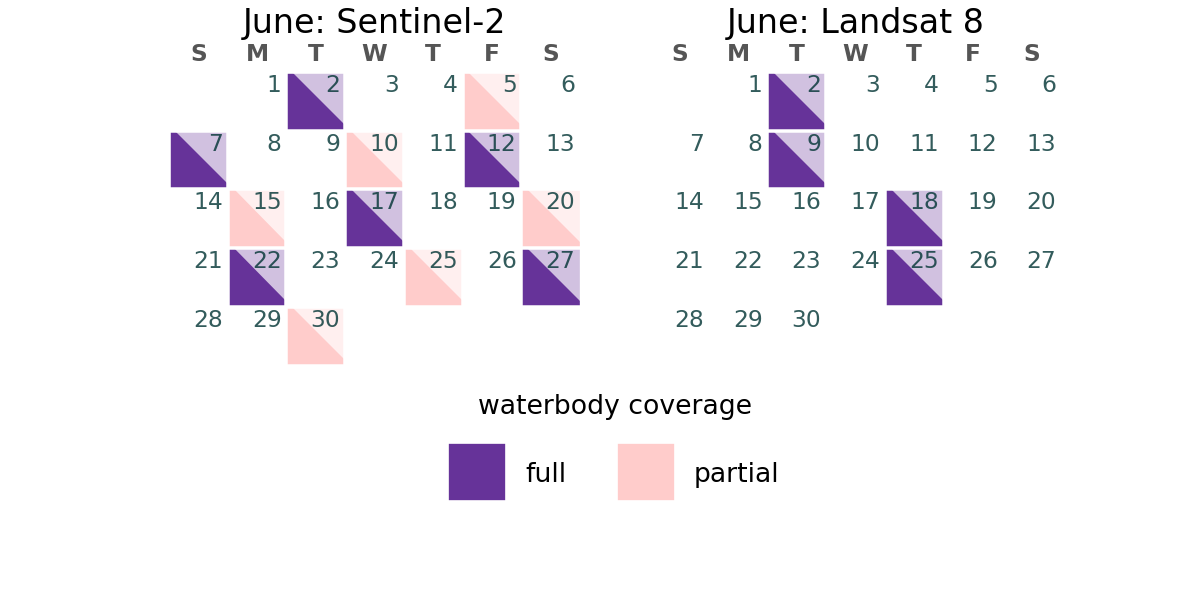 June: Sentinel-2
S M T W T F S
1 2 3 4 5 6
7 8 9 10 11 12 13
14 15 16 17 18 19 20
21 22 23 24 25 26 27
28 29 30
June: Landsat 8
S M T W T F S
1 2 3 4 5 6
7 8 9 10 11 12 13
14 15 16 17 18 19 20
21 22 23 24 25 26 27
28 29 30
waterbody coverage
full partial